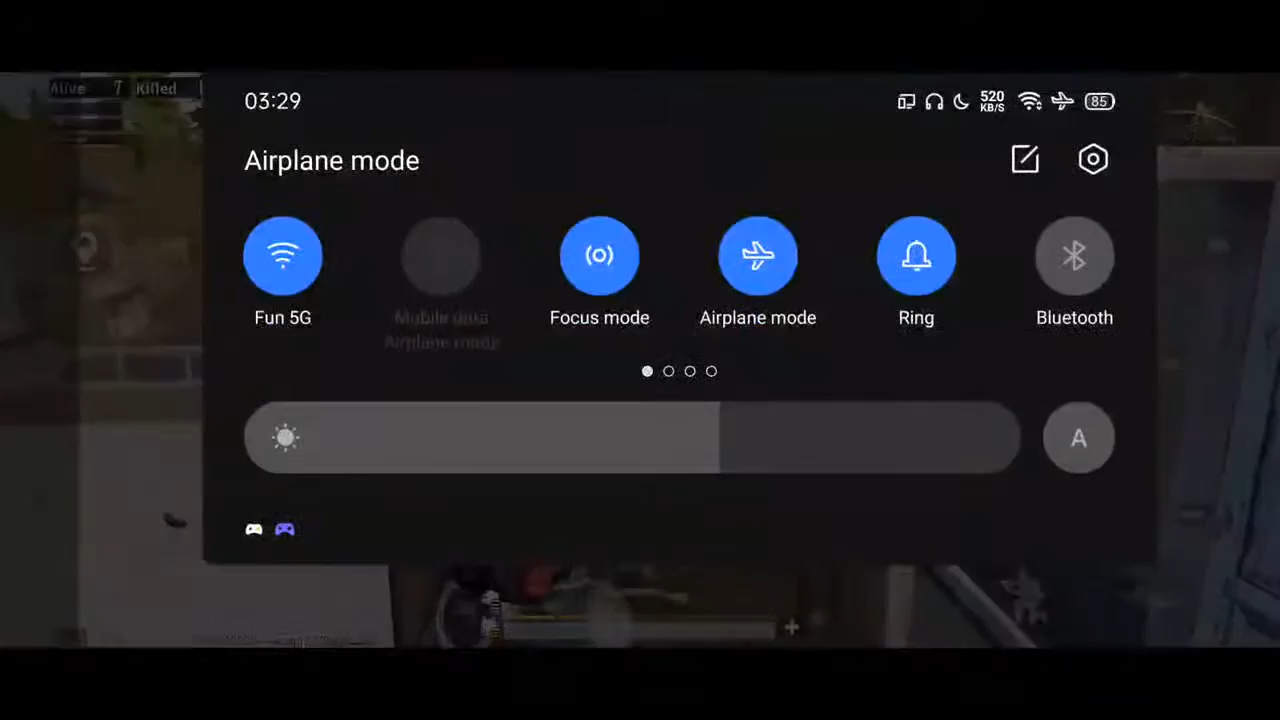 Alive 7 Killed
03:29
520
KB/S
85
Airplane mode
Fun 5G
Mobile data
Airplane mode
Focus mode
Airplane mode
Ring
Bluetooth
A